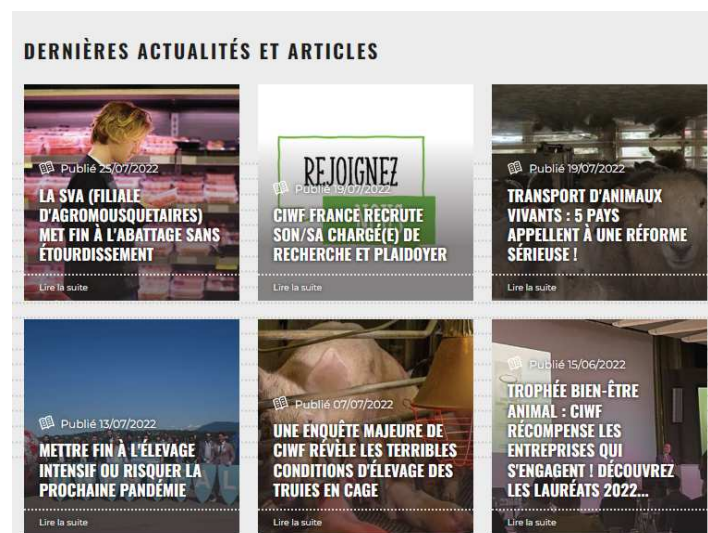 DERNIÈRES ACTUALITÉS ET ARTICLES
Publié 25/07/2022
LA SVA (FILIALE
D'AGROMOUSQUETAIRES)
MET FIN À L'ABATTAGE SANS
ÉTOURDISSEMENT
Lire la suite
REJOIGNEZ
NOUS
Publié 19/07/2022
CIWF FRANCE RECRUTE
SON/SA CHARGÉ(E) DE
RECHERCHE ET PLAIDOYER
Lire la suite
Publié 19/07/2022
TRANSPORT D'ANIMAUX
VIVANTS : 5 PAYS
APPELLENT À UNE RÉFORME
SÉRIEUSE !
Lire la suite
Publié 13/07/2022
METTRE FIN À L'ÉLEVAGE
INTENSIF OU RISQUER LA
PROCHAINE PANDÉMIE
Lire la suite
Publié 07/07/2022
UNE ENQUÊTE MAJEURE DE
CIWF RÉVÈLE LES TERRIBLES
CONDITIONS D'ÉLEVAGE DES
TRUIES EN CAGE
Lire la suite
Publié 15/06/2022
TROPHÉE BIEN-ÊTRE
ANIMAL : CIWF
RÉCOMPENSE LES
ENTREPRISES QUI
S'ENGAGENT ! DÉCOUVREZ
LES LAURÉATS 2022...
Lire la suite